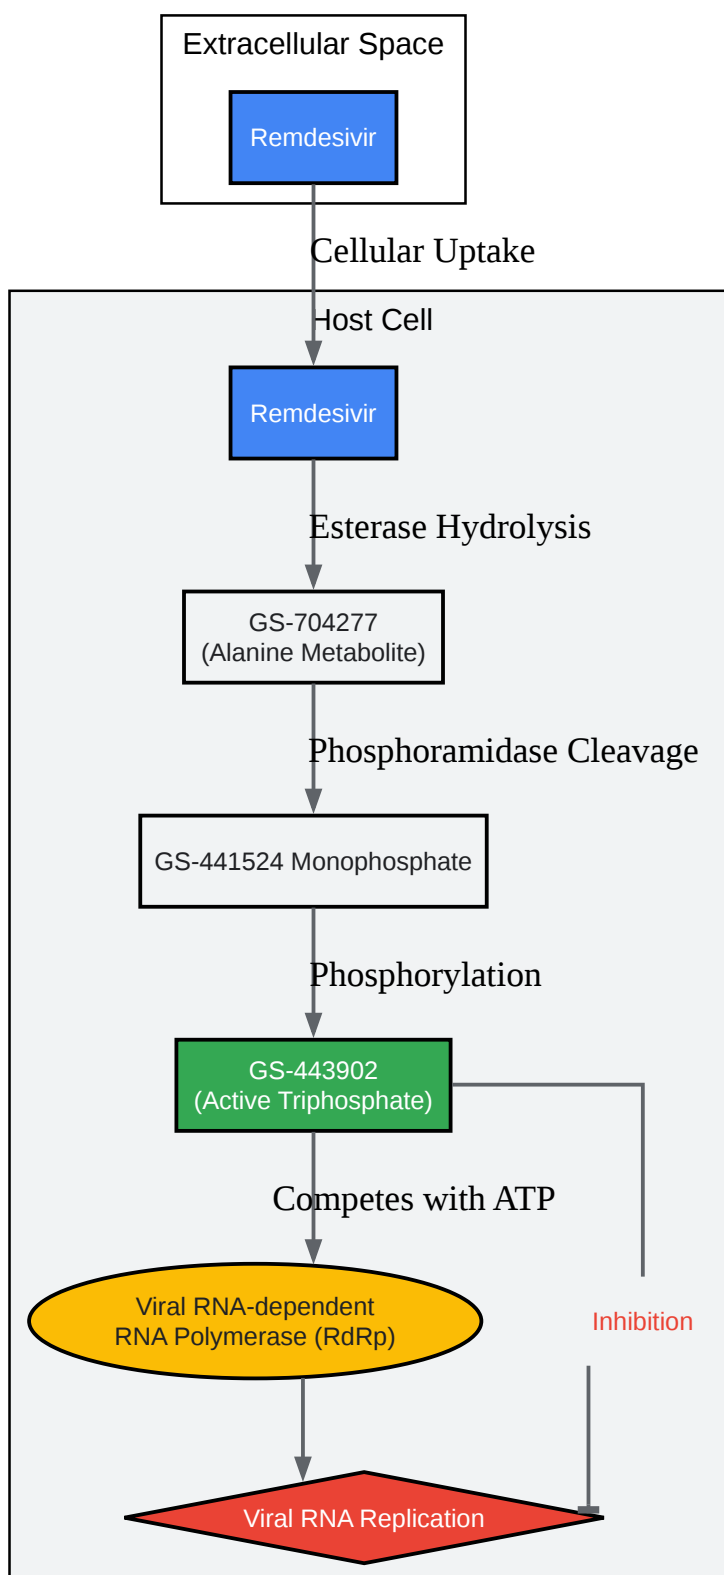 Extracellular Space
Remdesivir
Cellular Uptake
Host Cell
Remdesivir
Esterase Hydrolysis
GS-704277
(Alanine Metabolite)
Phosphoramidase Cleavage
GS-441524 Monophosphate
Phosphorylation
GS-443902
(Active Triphosphate)
Competes with ATP
Viral RNA-dependent
RNA Polymerase (RdRp)
Inhibition
Viral RNA Replication